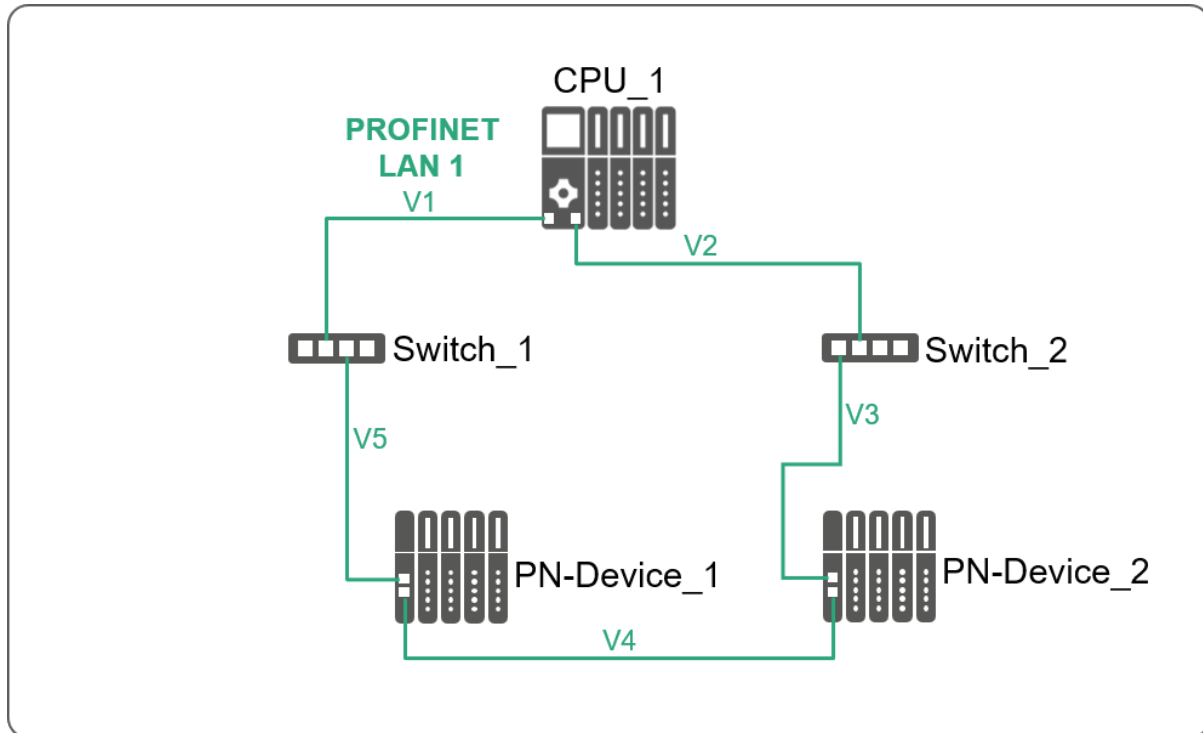 CPU_1
PROFINET
LAN 1
V1
V2
Switch_1
Switch_2
V3
V5
PN-Device_1
PN-Device_2
V4